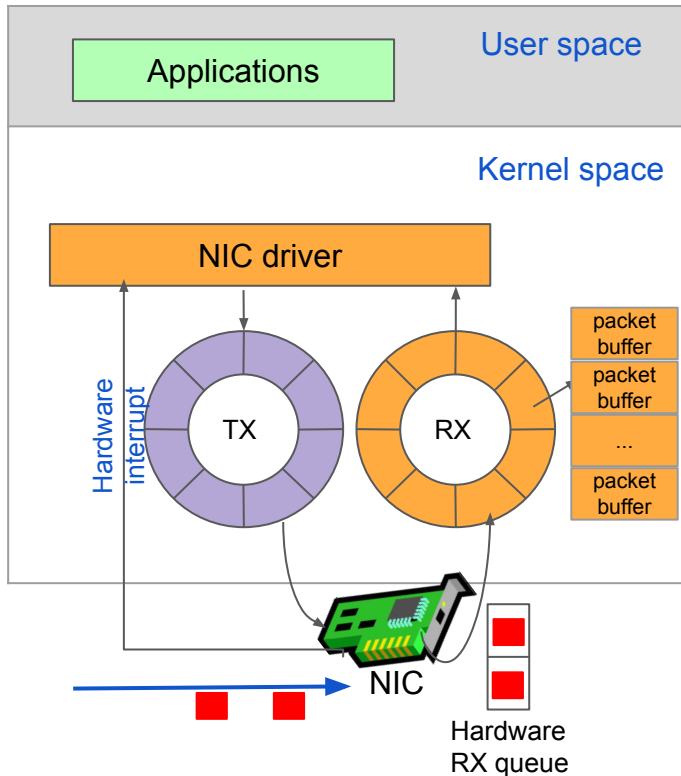 User space
Applications
Kernel space
NIC driver
packet
buffer
packet
buffer
...
packet
buffer
Hardware
interrupt
TX
RX
NIC
Hardware
RX queue